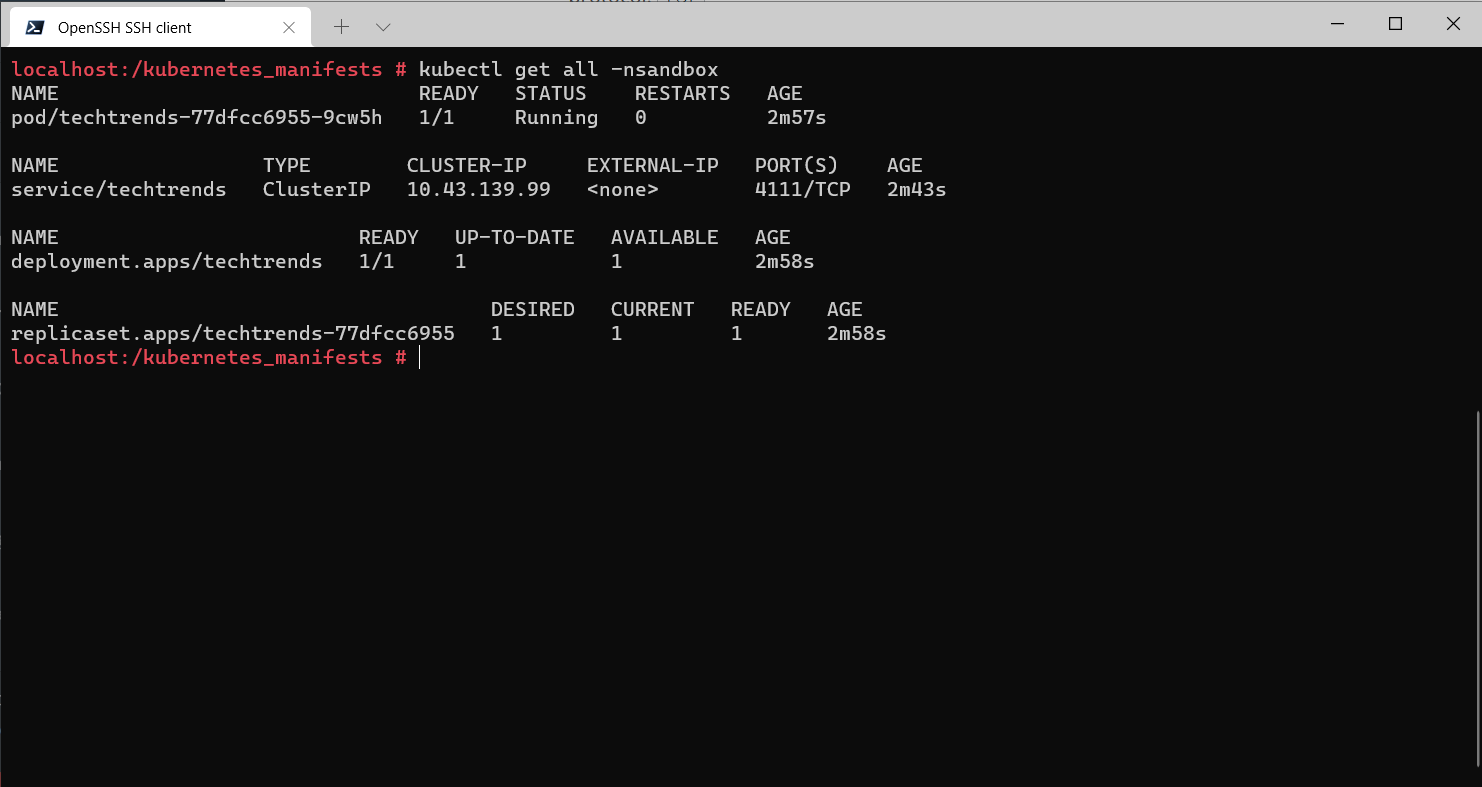 OpenSSH SSH client
localhost:/kubernetes_manifests # kubectl get all -nsandbox
NAME READY STATUS RESTARTS AGE
pod/techtrends-77dfcc6955-9cw5h 1/1 Running 0 2m57s
NAME TYPE CLUSTER-IP EXTERNAL-IP PORT(S) AGE
service/techtrends ClusterIP 10.43.139.99 <none> 4111/TCP 2m43s
NAME READY UP-TO-DATE AVAILABLE AGE
deployment.apps/techtrends 1/1 1 1 2m58s
NAME DESIRED CURRENT READY AGE
replicaset.apps/techtrends-77dfcc6955 1 1 1 2m58s
localhost:/kubernetes_manifests #